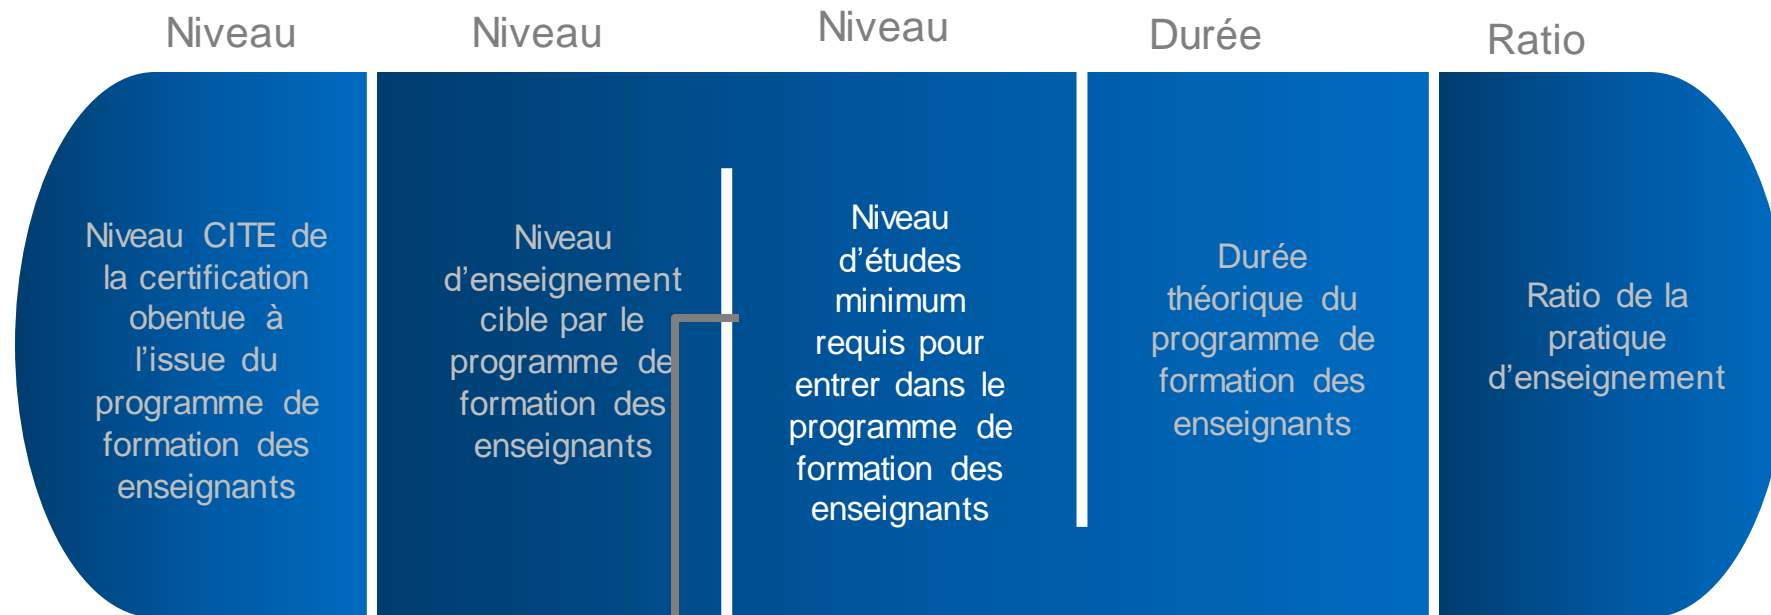 Niveau
Niveau
Niveau
Durée
Ratio
Niveau CITE de
la certification
obentue à
l'issue du
programme de
formation des
enseignants
Niveau
d'enseignement
cible par le
programme de
formation des
enseignants
Niveau
d'études
minimum
requis pour
entrer dans le
programme de
formation des
enseignants
Durée
théorique du
programme de
formation des
enseignants
Ratio de la
pratique
d'enseignement